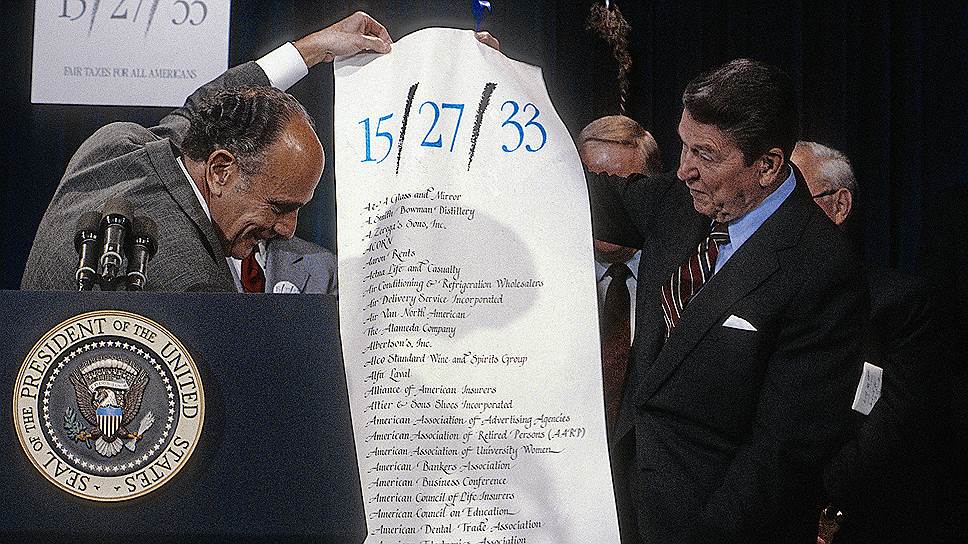 15/27/33
FAIR TAXES FOR ALL AMERICANS
15/27/33
A & A Glass and Mirror
A. Smith Bowman Distillery
A. Zerega's Sons, Inc.
ACORN
Aaron Rents
Aetna Life and Casualty
Air Conditioning & Refrigeration Wholesalers
Air Delivery Service Incorporated
Air Van North American
The Alameda Company
Albertson's, Inc.
Alco Standard Wine and Spirits Group
Alfa Laval
Alliance of American Insurers
Altier & Sons Shoes Incorporated
American Association of Advertising Agencies
American Association of Retired Persons (AARP)
American Association of University Women
American Bankers Association
American Business Conference
American Council of Life Insurers
American Council on Education
American Dental Trade Association
American Electronics Association
SEAL OF THE PRESIDENT OF THE UNITED STATES